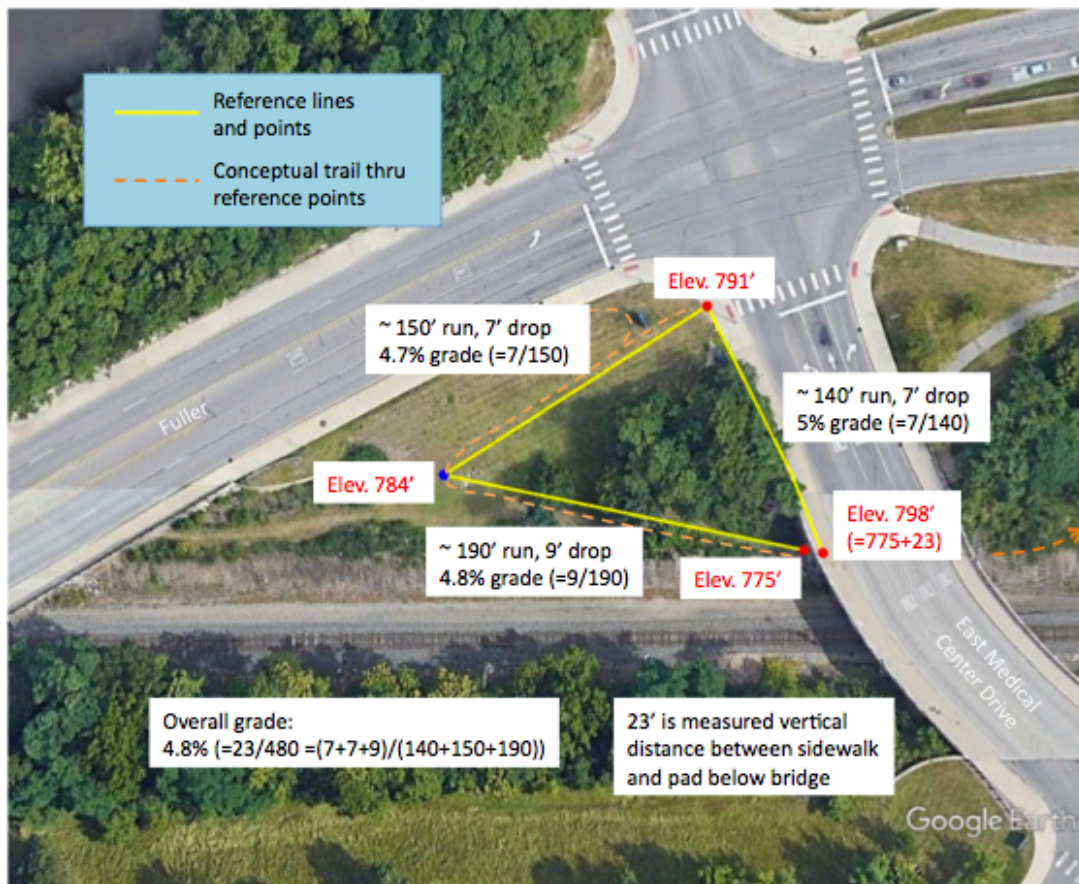 Reference lines
and points
Conceptual trail thru
reference points
Elev. 791’
~ 150’ run, 7’ drop
4.7% grade (=7/150)
~ 140’ run, 7’ drop
5% grade (=7/140)
Fuller
Elev. 784’
Elev. 798’
(=775+23)
~ 190’ run, 9’ drop
4.8% grade (=9/190)
Elev. 775’
East Medical
Center Drive
Overall grade:
4.8% (=23/480 =(7+7+9)/(140+150+190))
23’ is measured vertical
distance between sidewalk
and pad below bridge
Google Earth